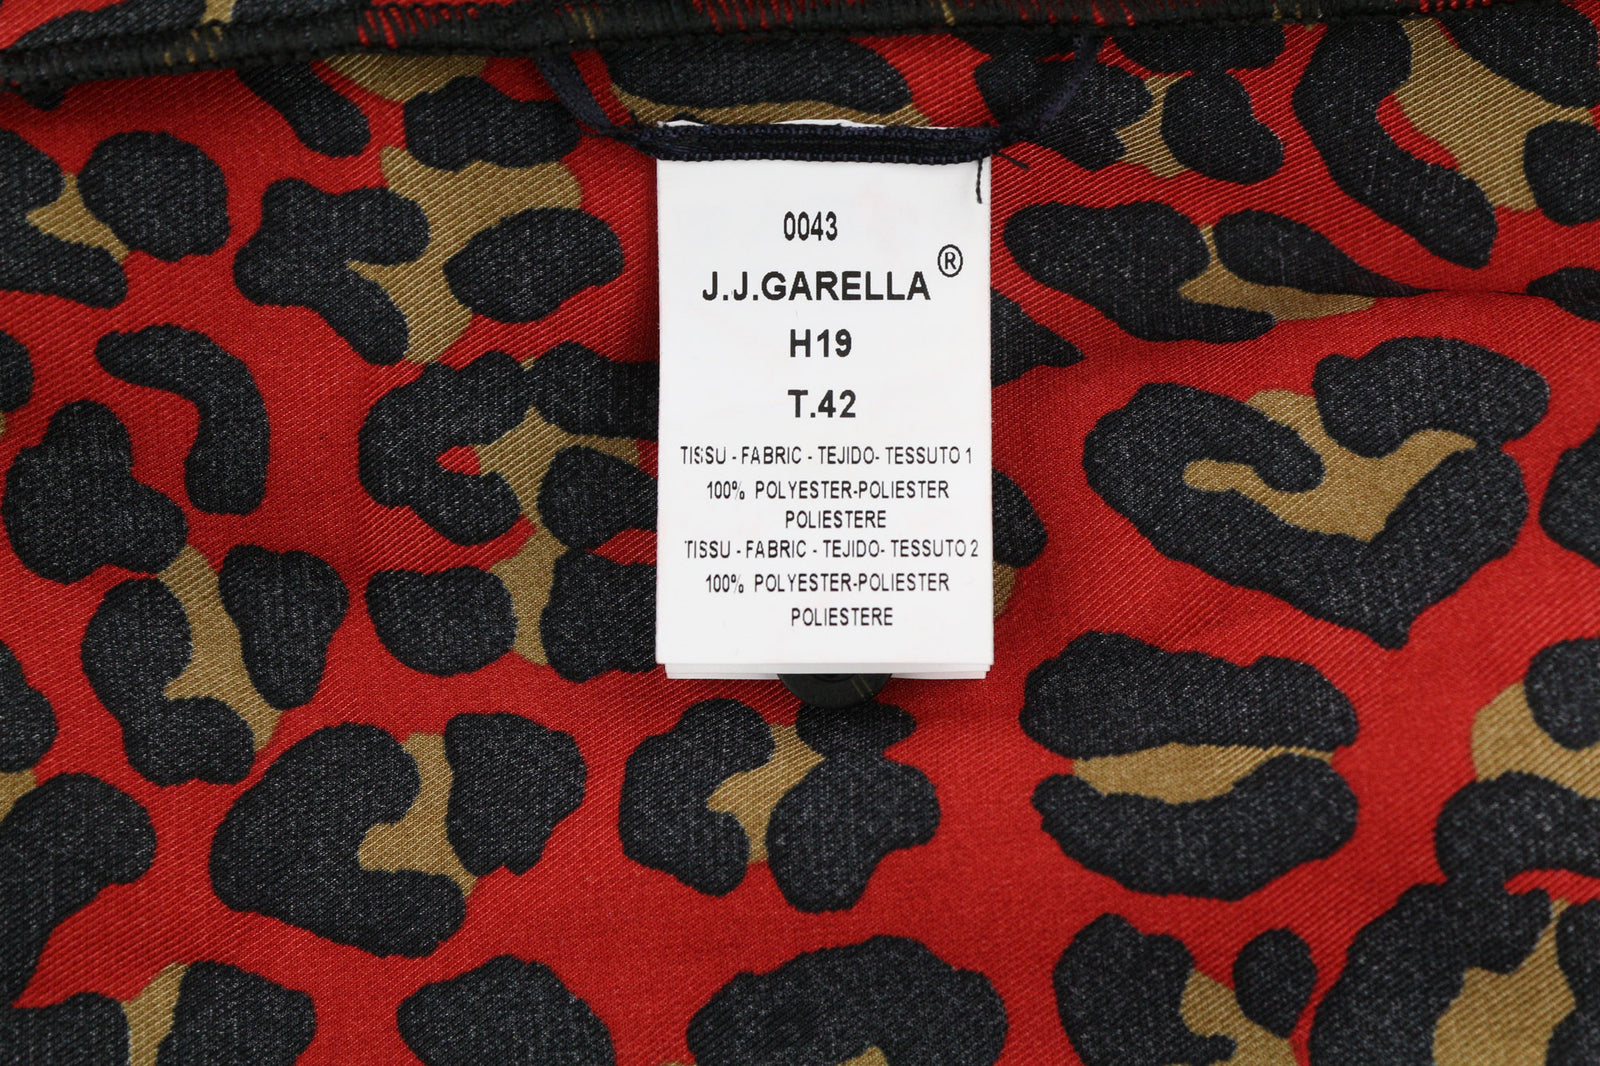 0043
J.J.GARELLA®
H19
T.42
TISSU - FABRIC - TEJIDO- TESSUTO 1
100% POLYESTER-POLIESTER
POLIESTERE
TISSU - FABRIC - TEJIDO- TESSUTO 2
100% POLYESTER-POLIESTER
POLIESTERE